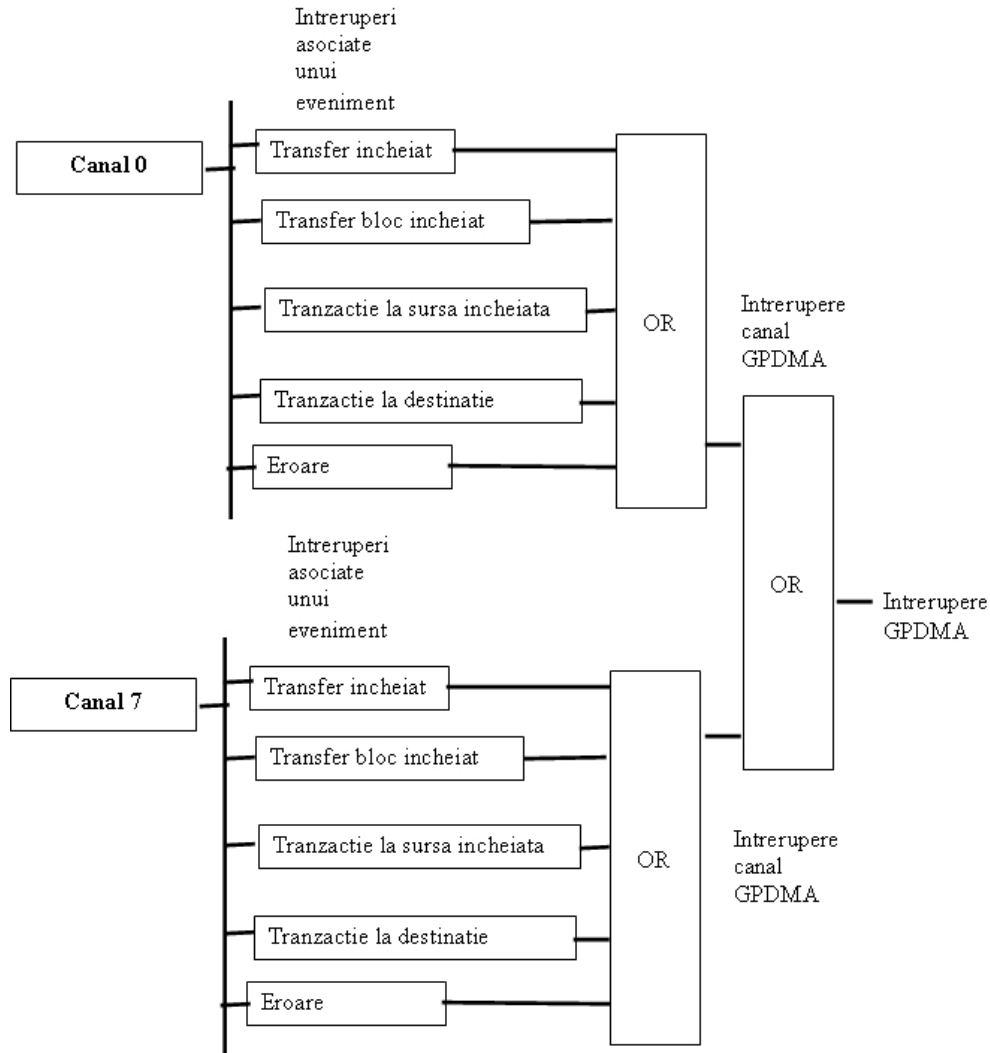 Intreruperi
asociate
unui
eveniment
Canal 0
Transfer incheiat
Transfer bloc incheiat
Tranzactie la sursa incheiata
Tranzactie la destinatie
Eroare
OR
Intrerupere
canal
GPDMA
OR
Intrerupere
GPDMA
Intreruperi
asociate
unui
eveniment
Canal 7
Transfer incheiat
Transfer bloc incheiat
Tranzactie la sursa incheiata
Tranzactie la destinatie
Eroare
OR
Intrerupere
canal
GPDMA